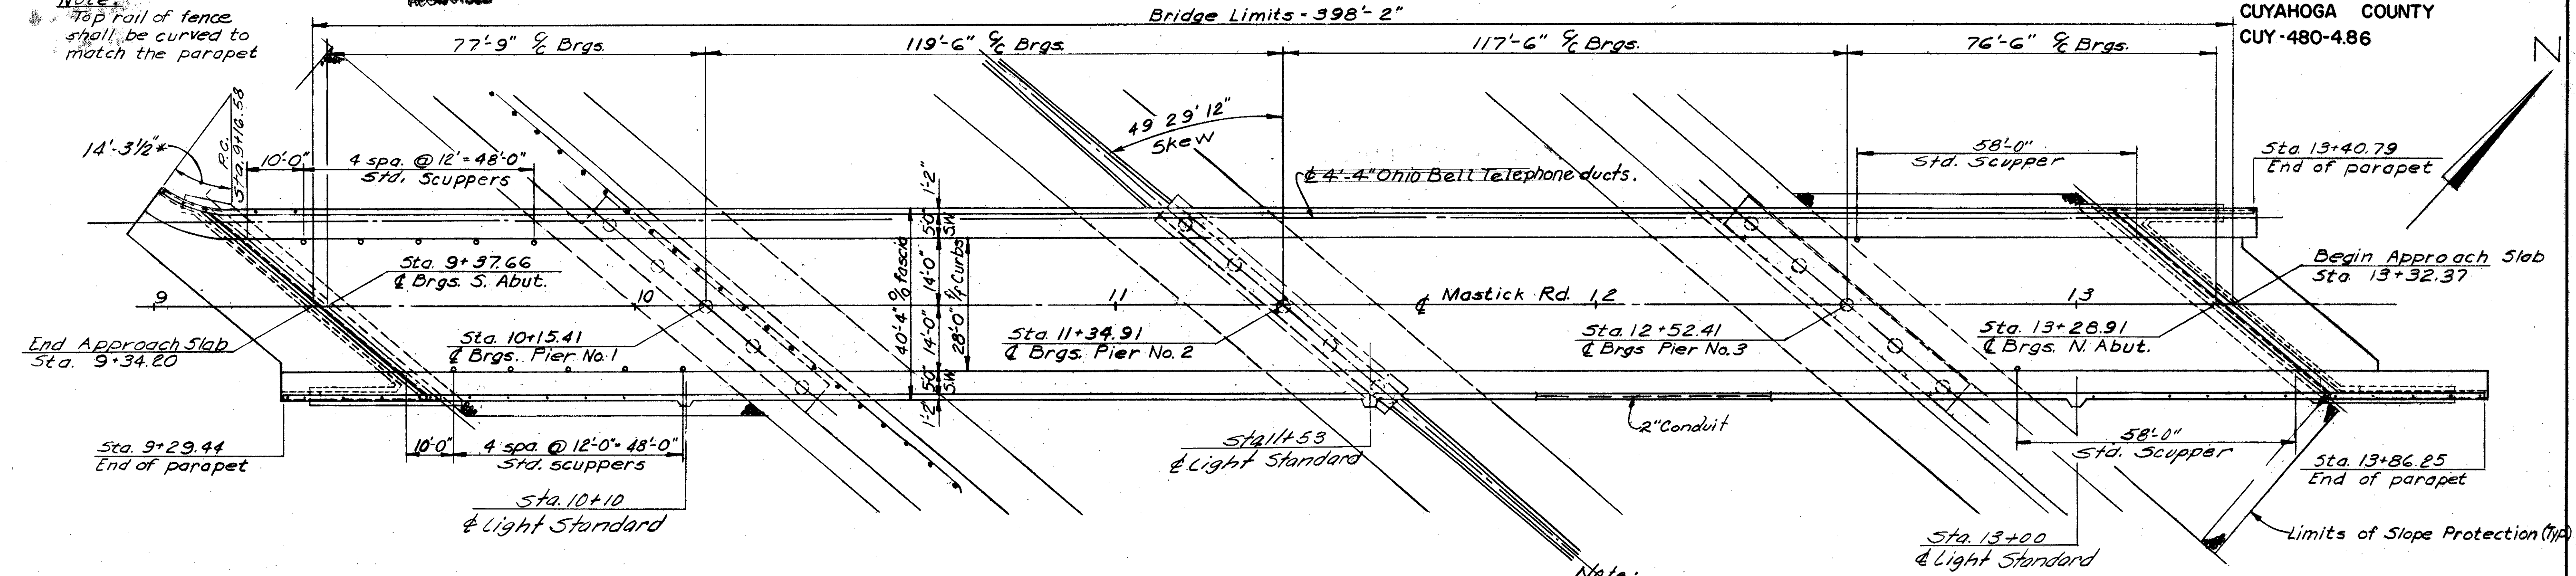 Note:
Top rail of fence
shall be curved to
match the parapet
Bridge Limits - 398'- 2"
CUYAHOGA COUNTY
CUY-480-4.86
77'-9" C/C Brgs.
119'-6" C/C Brgs.
117'-6" C/C Brgs.
76'-6" C/C Brgs.
N
14'-3½"*
P.C.
Sta. 9+16.58
10'-0"
4 spa. @ 12' = 48'-0"
Std. Scuppers
49 29' 12"
Skew
1'-2"
5'-0"
SW
₵ 4'-4" Ohio Bell Telephone ducts.
58'-0"
Std. Scupper
Sta. 13+40.79
End of parapet
Sta. 9+37.66
₵ Brgs. S. Abut.
40'-4" o/o fascia
14'-0"
28'-0" f/f Curbs
14'-0"
Begin Approach Slab
Sta. 13+32.37
9
10
11
₵ Mastick Rd.
12
13
End Approach Slab
Sta. 9+34.20
Sta. 10+15.41
₵ Brgs. Pier No. 1
Sta. 11+34.91
₵ Brgs. Pier No. 2
Sta. 12+52.41
₵ Brgs Pier No. 3
Sta. 13+28.91
₵ Brgs. N. Abut.
5'0"
SW
1'-2"
Sta. 9+29.44
End of parapet
10'-0"
4 spa. @ 12'-0" = 48'-0"
Std. scuppers
Sta 11+53
₵ Light Standard
2" Conduit
58'-0"
Std. Scupper
Sta. 13+86.25
End of parapet
Sta. 10+10
₵ Light Standard
Sta. 13+00
₵ Light Standard
Limits of Slope Protection (Typ)
Note: